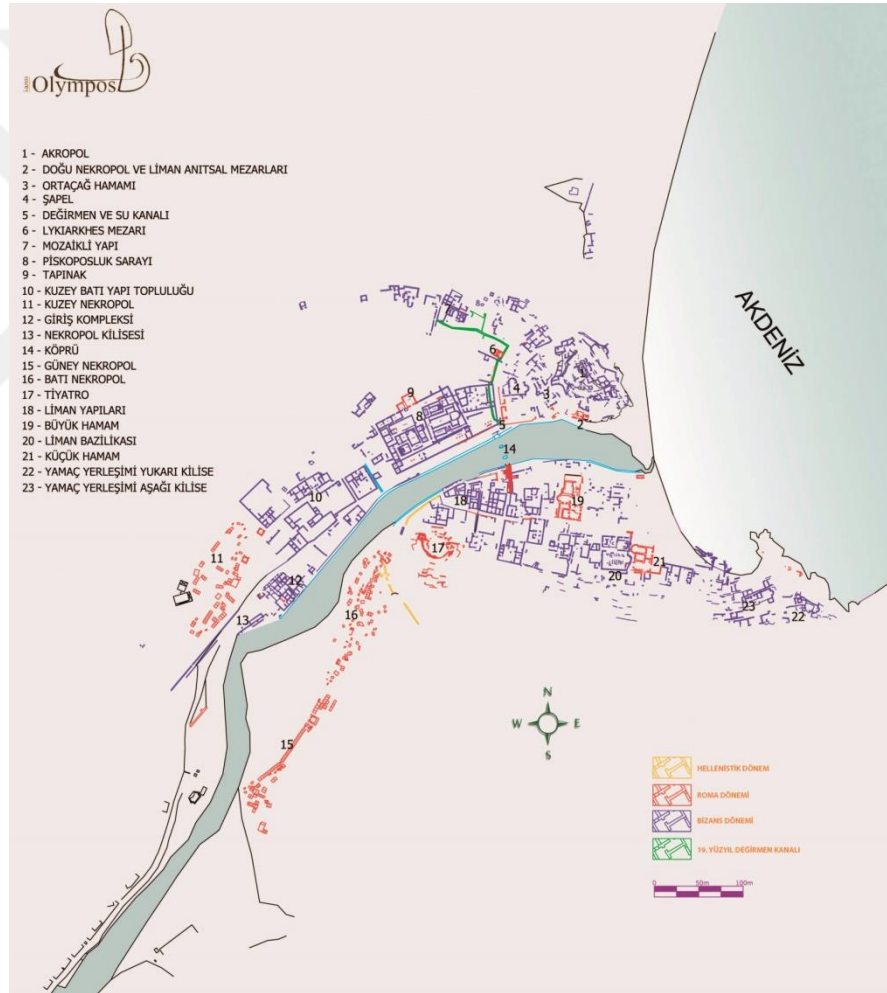 Olympos
1 - AKROPOL
2 - DOĞU NEKROPOL VE LİMAN ANITSAL MEZARLARI
3 - ORTAÇAĞ HAMAMI
4 - ŞAPEL
5 - DEĞİRMEN VE SU KANALI
6 - LYKIARKHES MEZARI
7 - MOZAİKLİ YAPI
8 - PİSKOPOSLUK SARAYI
9 - TAPINAK
10 - KUZEY BATI YAPI TOPLULUĞU
11 - KUZEY NEKROPOL
12 - GİRİŞ KOMPLEKSİ
13 - NEKROPOL KİLİSESİ
14 - KÖPRÜ
15 - GÜNEY NEKROPOL
16 - BATI NEKROPOL
17 - TİYATRO
18 - LİMAN YAPILARI
19 - BÜYÜK HAMAM
20 - LİMAN BAZİLİKASI
21 - KÜÇÜK HAMAM
22 - YAMAÇ YERLEŞİMİ YUKARI KİLİSE
23 - YAMAÇ YERLEŞİMİ AŞAĞI KİLİSE
AKDENİZ
7
6
1
4
3
9
8
5
2
14
10
18
19
11
17
20
21
12
16
13
23
22
15
N
W
E
S
HELLENİSTİK DÖNEM
ROMA DÖNEMİ
BİZANS DÖNEMİ
19. YÜZYIL DEĞİRMEN KANALI
0 50m 100m